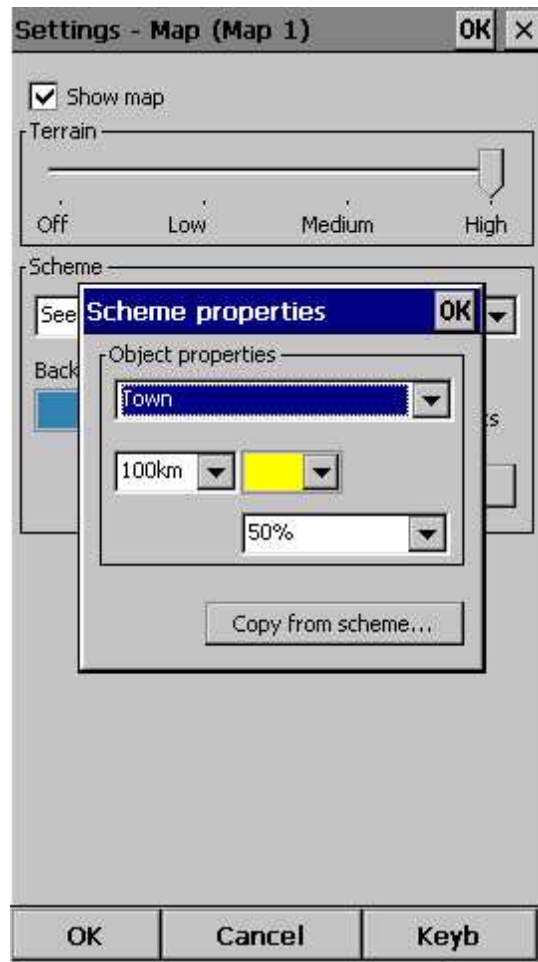 Settings - Map (Map 1) OK
Show map
Terrain
Off Low Medium High
Scheme
See
Scheme properties OK
Back
Object properties
Town
s
100km
50%
Copy from scheme...
OK Cancel Keyb